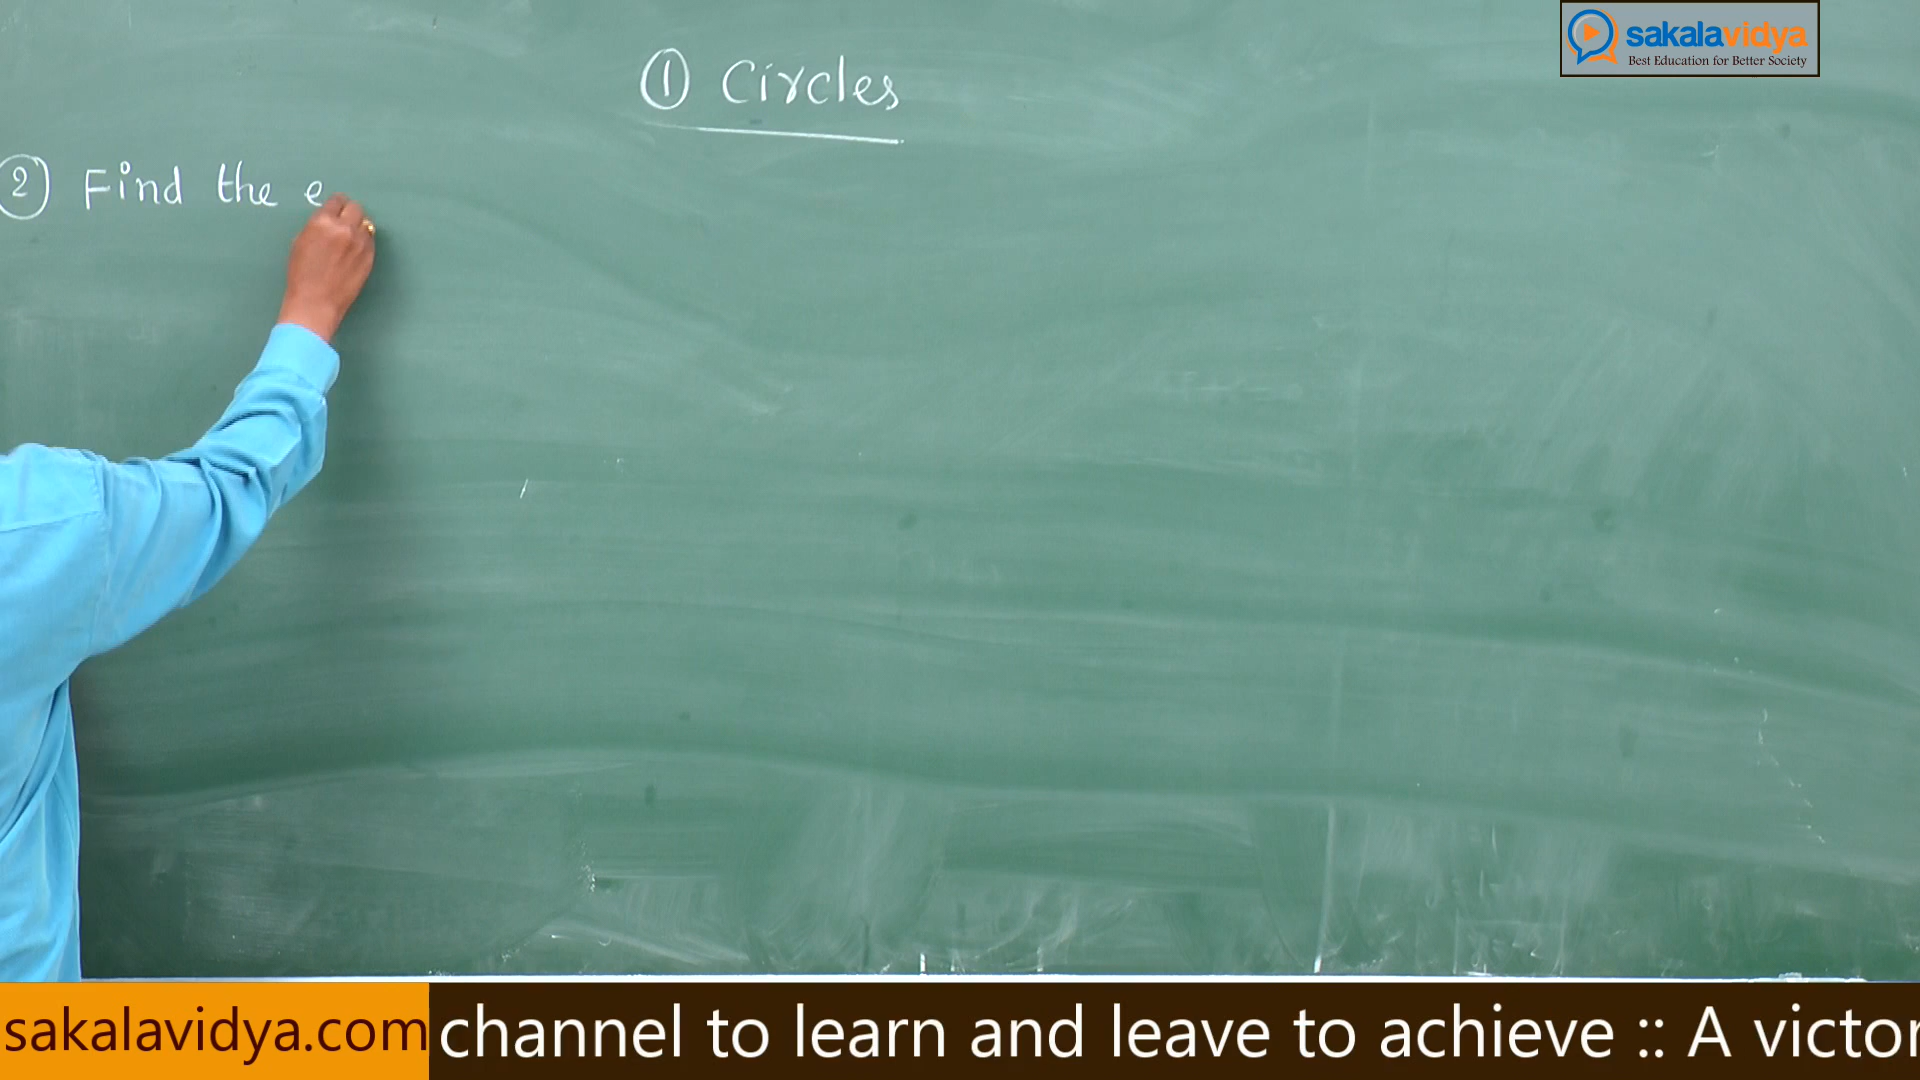 ① Circles
sakalavidya
Best Education for Better Society
② Find the e
sakalavidya.com channel to learn and leave to achieve :: A victor